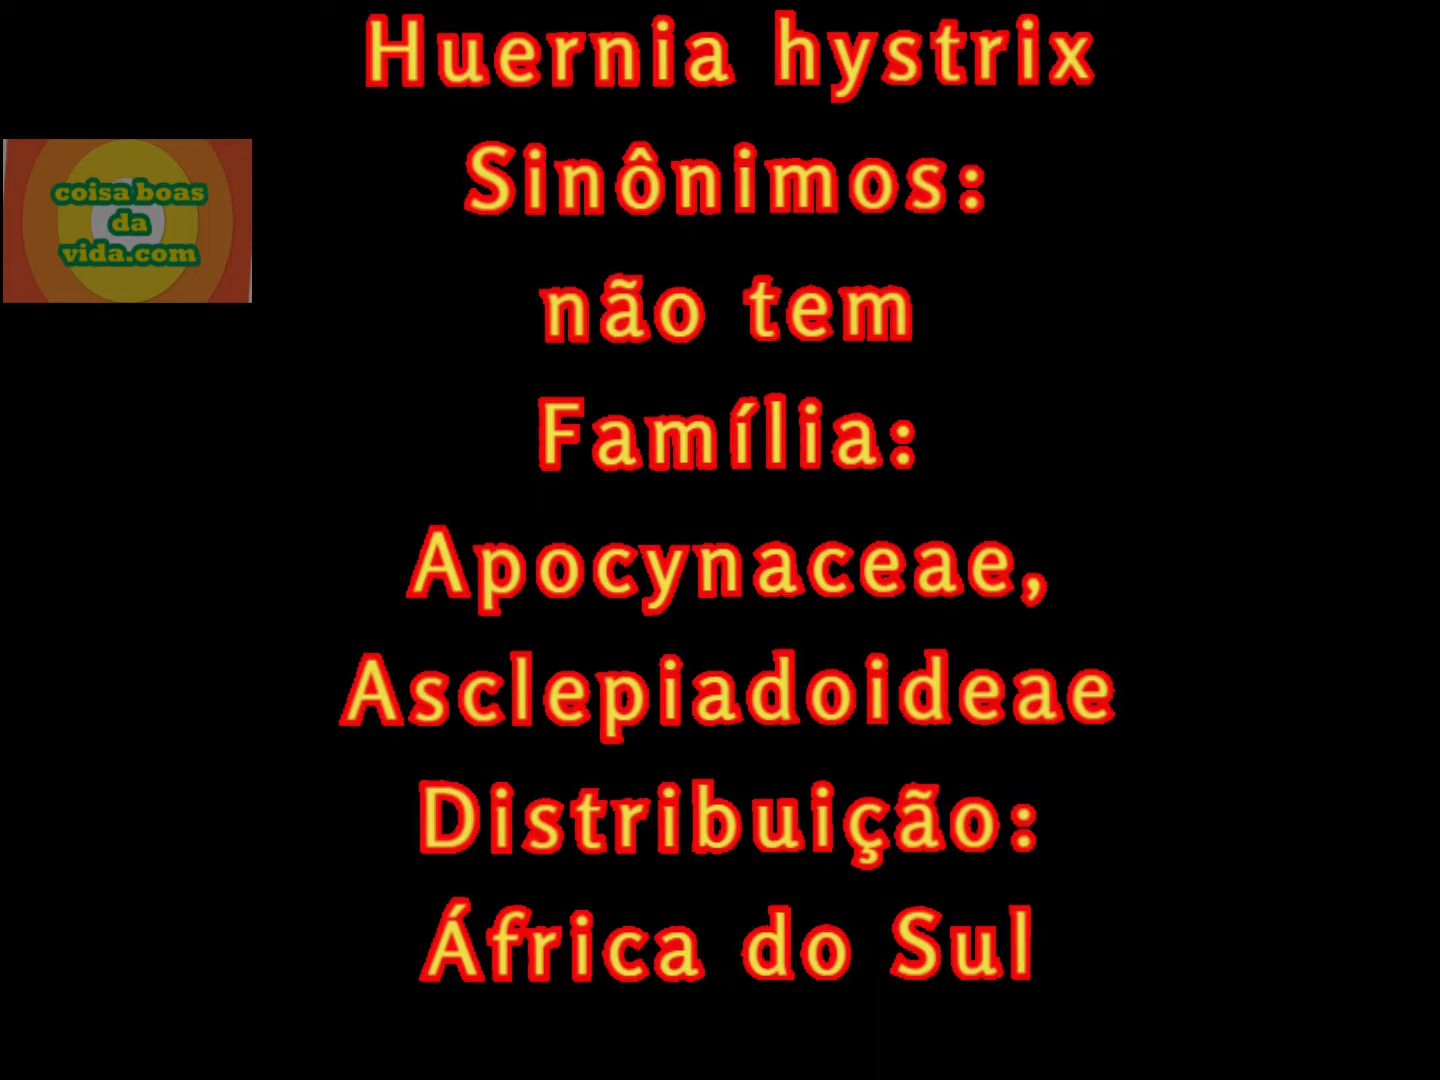 Huernia hystrix
Sinônimos:
não tem
Família:
Apocynaceae,
Asclepiadoideae
Distribuição:
África do Sul
coisa boas
da
vida.com